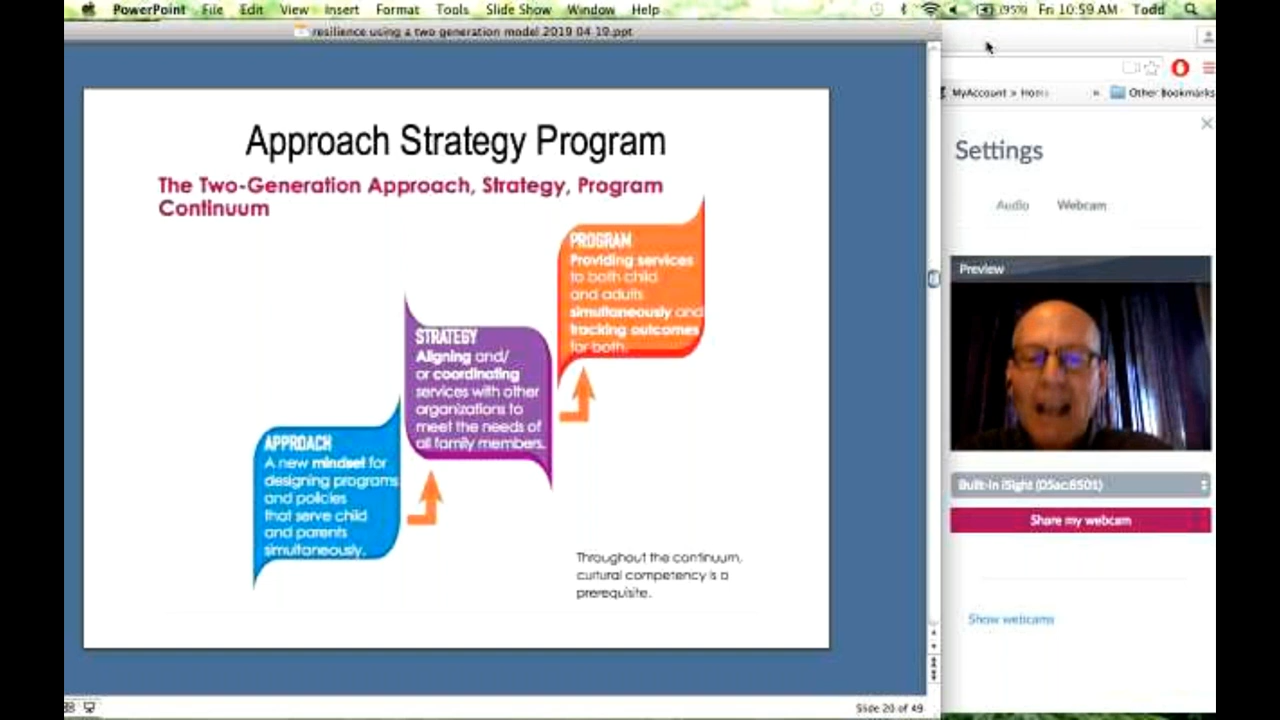 PowerPoint File Edit View Insert Format Tools Slide Show Window Help (95%) Fri 10:59 AM Todd
resilience using a two generation model 2019 04 19.ppt
MyAccount » Home » Other Bookmarks
Approach Strategy Program
The Two-Generation Approach, Strategy, Program
Continuum
PROGRAM
Providing services
to both child
and adults
simultaneously and
tracking outcomes
for both.
STRATEGY
Aligning and/
or coordinating
services with other
organizations to
meet the needs of
all family members.
APPROACH
A new mindset for
designing programs
and policies
that serve child
and parents
simultaneously.
Throughout the continuum,
cultural competency is a
prerequisite.
Slide 20 of 49
Settings
Audio Webcam
Preview
Built-in iSight (05ac:8501)
Share my webcam
Show webcams